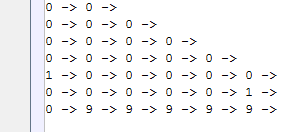 0 -> 0 ->
0 -> 0 -> 0 ->
0 -> 0 -> 0 -> 0 ->
0 -> 0 -> 0 -> 0 -> 0 ->
1 -> 0 -> 0 -> 0 -> 0 -> 0 ->
0 -> 0 -> 0 -> 0 -> 0 -> 1 ->
0 -> 9 -> 9 -> 9 -> 9 -> 9 ->